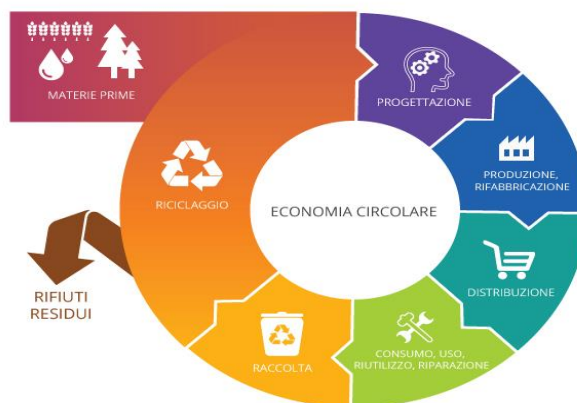 MATERIE PRIME
PROGETTAZIONE
PRODUZIONE,
RIFABBRICAZIONE
DISTRIBUZIONE
CONSUMO, USO,
RIUTILIZZO, RIPARAZIONE
RACCOLTA
RICICLAGGIO
RIFIUTI
RESIDUI
ECONOMIA CIRCOLARE